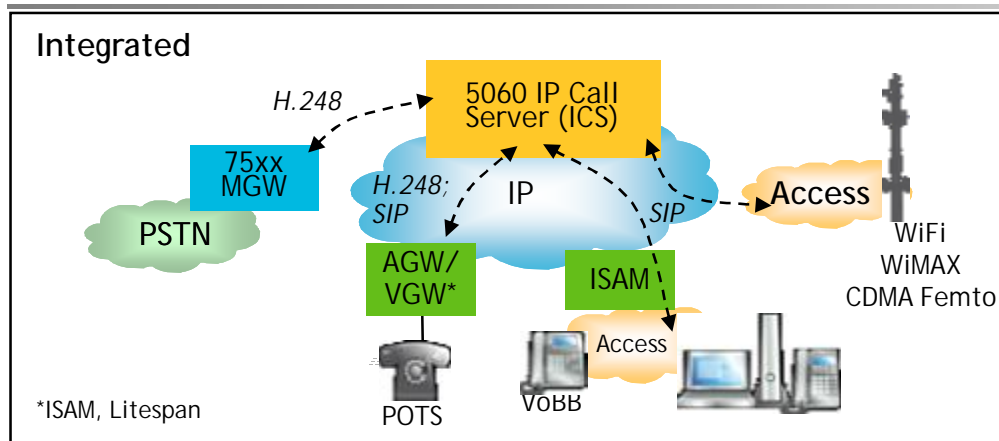 Integrated
H.248
5060 IP Call
Server (ICS)
75xx
MGW
PSTN
H.248;
SIP
IP
SIP
Access
WiFi
WiMAX
CDMA Femto
AGW/
VGW*
ISAM
Access
POTS
VoBB
*ISAM, Litespan